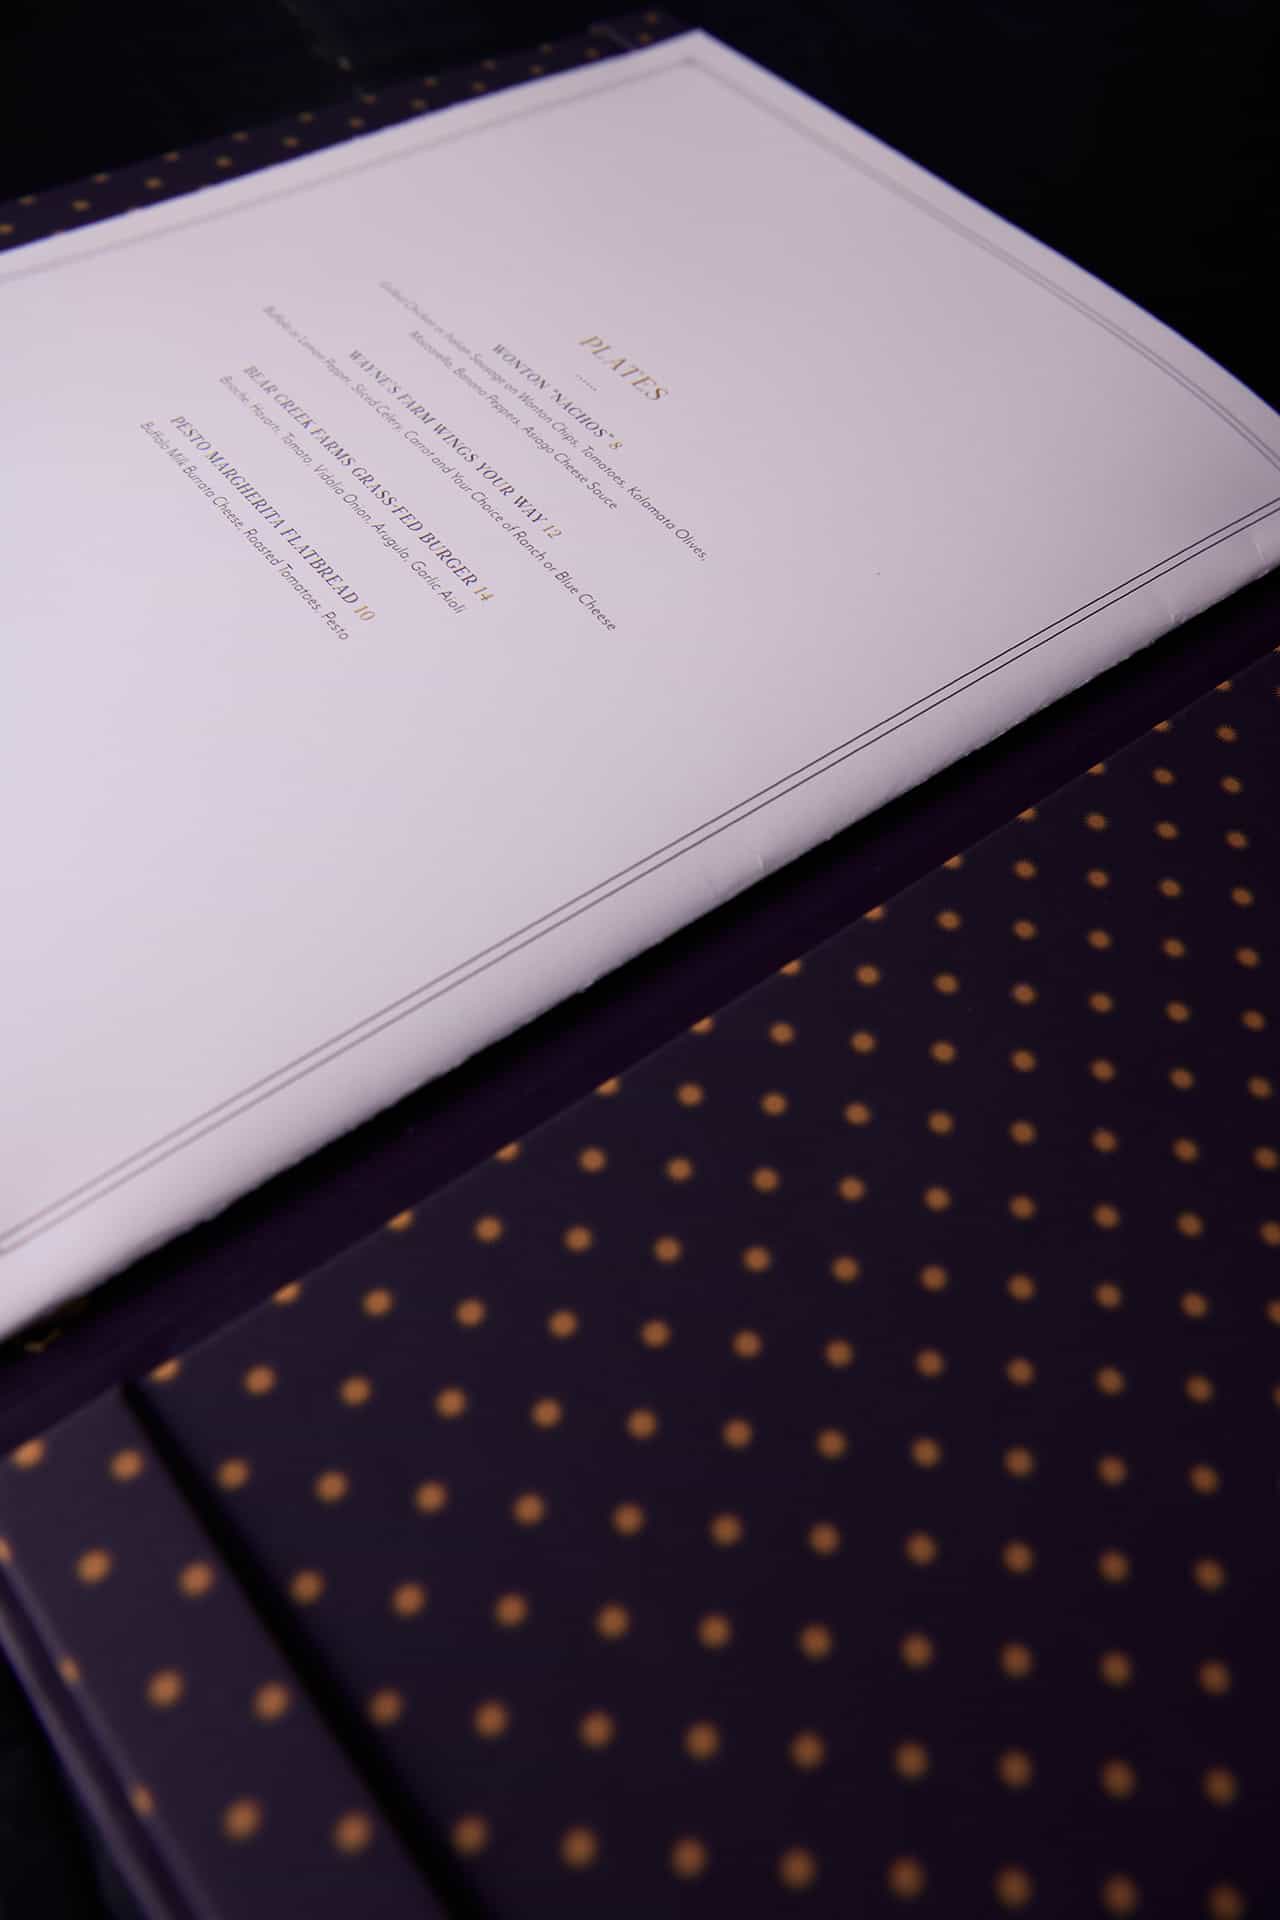 PLATES
WONTON "NACHOS" 8
Grilled Chicken or Italian Sausage on Wonton Chips, Tomatoes, Kalamata Olives,
Mozzarella, Banana Peppers, Asiago Cheese Sauce
WAYNE'S FARM WINGS YOUR WAY 12
Buffalo or Lemon Pepper, Sliced Celery, Carrot and Your Choice of Ranch or Blue Cheese
BEAR CREEK FARMS GRASS-FED BURGER 14
Brioche, Havarti, Tomato, Vidalia Onion, Arugula, Garlic Aioli
PESTO MARGHERITA FLATBREAD 10
Buffalo Milk Burrata Cheese, Roasted Tomatoes, Pesto